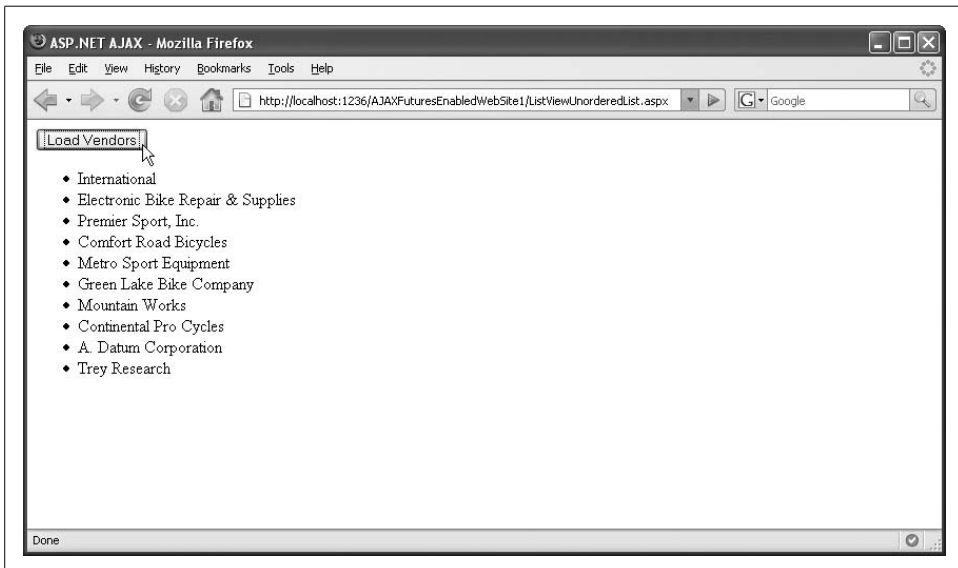 ASP.NET AJAX - Mozilla Firefox
File Edit View History Bookmarks Tools Help
http://localhost:1236/AJAXFuturesEnabledWebSite1/ListViewUnorderedList.aspx G Google
Load Vendors
• International
• Electronic Bike Repair & Supplies
• Premier Sport, Inc.
• Comfort Road Bicycles
• Metro Sport Equipment
• Green Lake Bike Company
• Mountain Works
• Continental Pro Cycles
• A. Datum Corporation
• Trey Research
Done